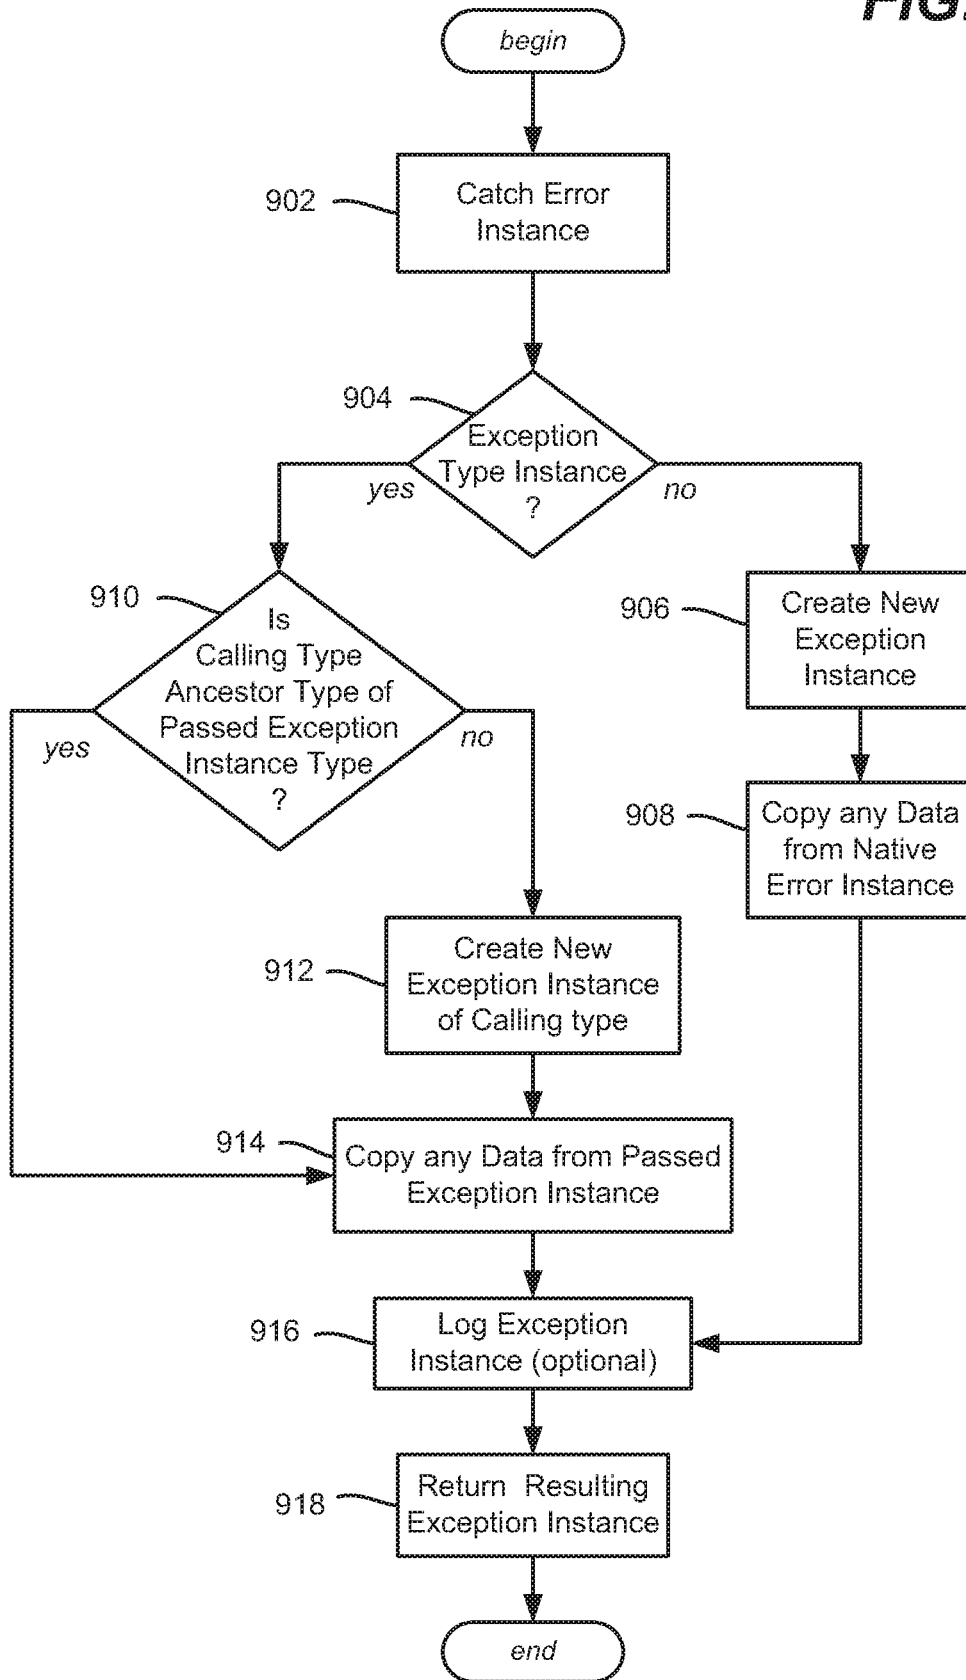 FIG.
begin
902
Catch Error
Instance
904
Exception
Type Instance
?
yes
no
910
Is
Calling Type
Ancestor Type of
Passed Exception
Instance Type
?
yes
no
906
Create New
Exception
Instance
908
Copy any Data
from Native
Error Instance
912
Create New
Exception Instance
of Calling type
914
Copy any Data from Passed
Exception Instance
916
Log Exception
Instance (optional)
918
Return Resulting
Exception Instance
end